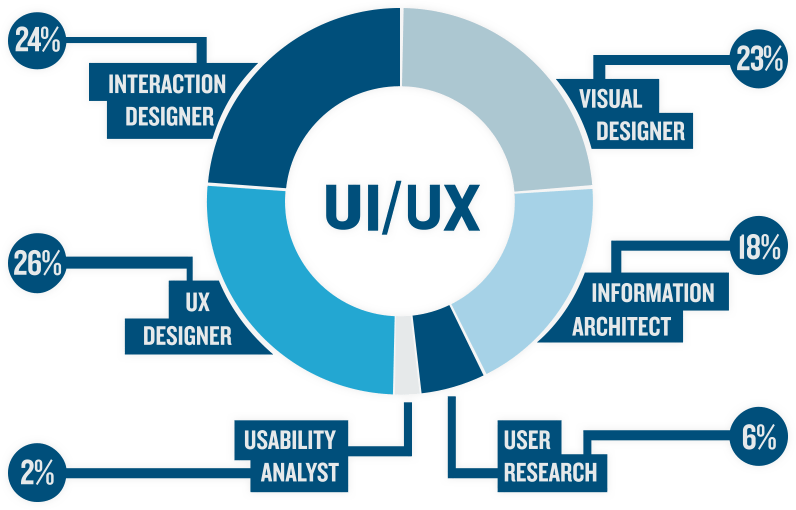 24%
INTERACTION
DESIGNER
23%
VISUAL
DESIGNER
UI/UX
26%
UX
DESIGNER
18%
INFORMATION
ARCHITECT
2%
USABILITY
ANALYST
6%
USER
RESEARCH